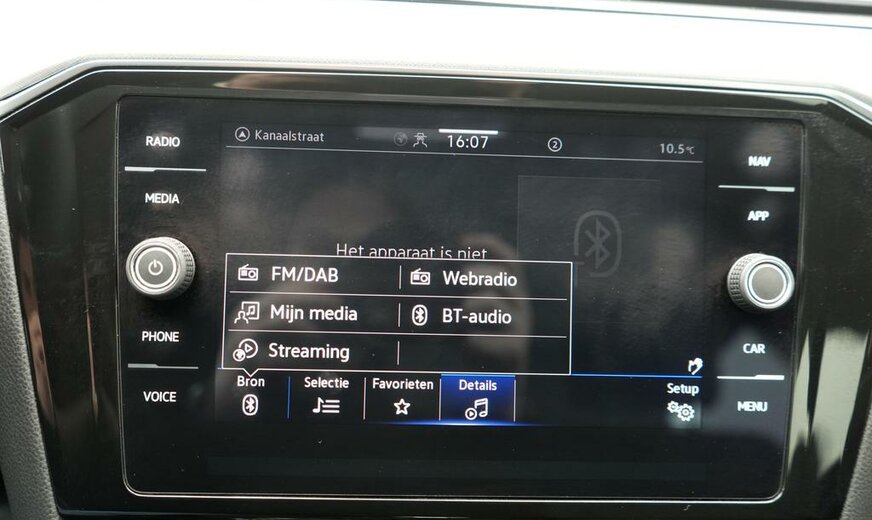 RADIO
MEDIA
PHONE
VOICE
Kanaalstraat
16:07
2
10.5°C
Het apparaat is niet
FM/DAB
Webradio
Mijn media
BT-audio
Streaming
Bron
Selectie
Favorieten
Details
Setup
NAV
APP
CAR
MENU